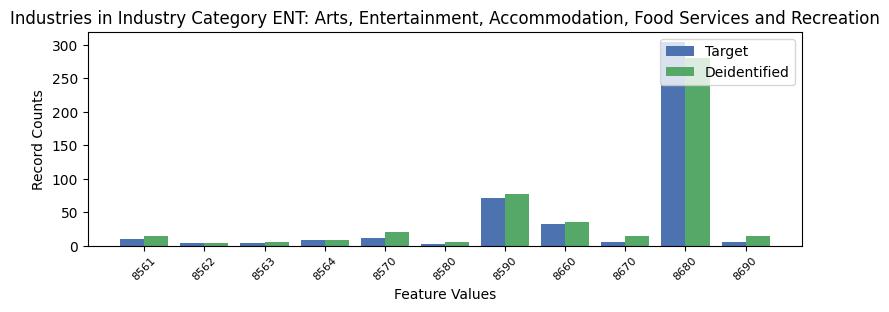 Industries in Industry Category ENT: Arts, Entertainment, Accommodation, Food Services and Recreation
300
250
200
150
100
50
0
Record Counts
Target
Deidentified
8561 8562 8563 8564 8570 8580 8590 8660 8670 8680 8690
Feature Values